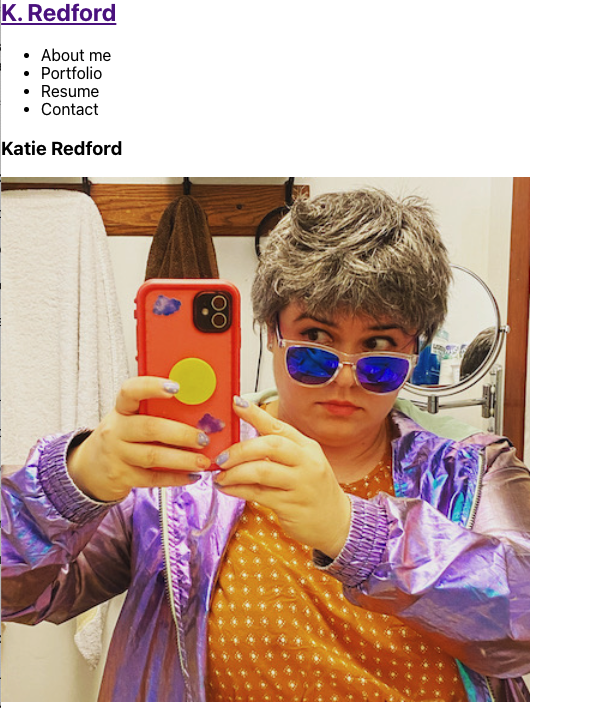 K. Redford
About me
Portfolio
Resume
Contact
Katie Redford